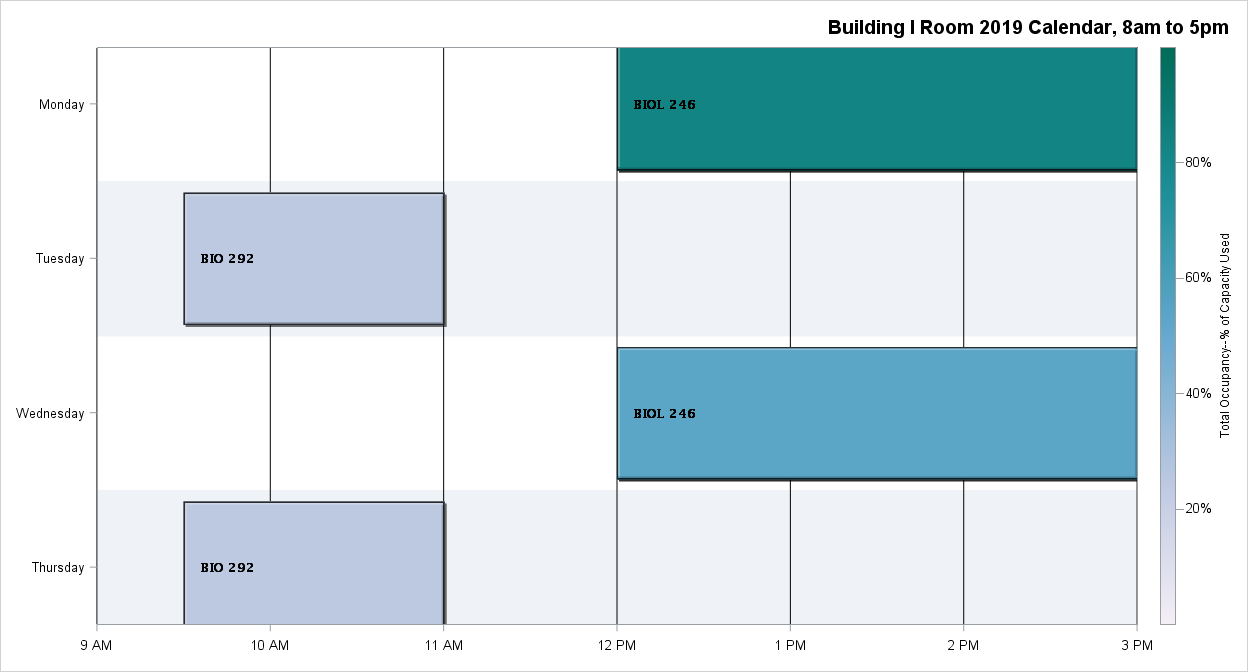 Building I Room 2019 Calendar, 8am to 5pm
Monday
BIOL 246
80%
Tuesday
BIO 292
60%
Total Occupancy--% of Capacity Used
Wednesday
BIOL 246
40%
20%
Thursday
BIO 292
9 AM
10 AM
11 AM
12 PM
1 PM
2 PM
3 PM